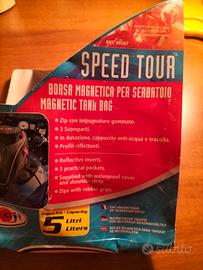 SPEED TOUR
BORSA MAGNETICA PER SERBATOIO
MAGNETIC TANK BAG
• Zip con impugnature gommate.
• 3 Scomparti.
• In dotazione, cappuccio anti-acqua e tracolla.
• Profili riflettenti.
• Reflective inserts.
• 3 practical pockets.
• Supplied with waterproof cover
and shoulder strap.
• Zips with rubber grips.
Capacità - Capacity
5 Litri
Liters
subito